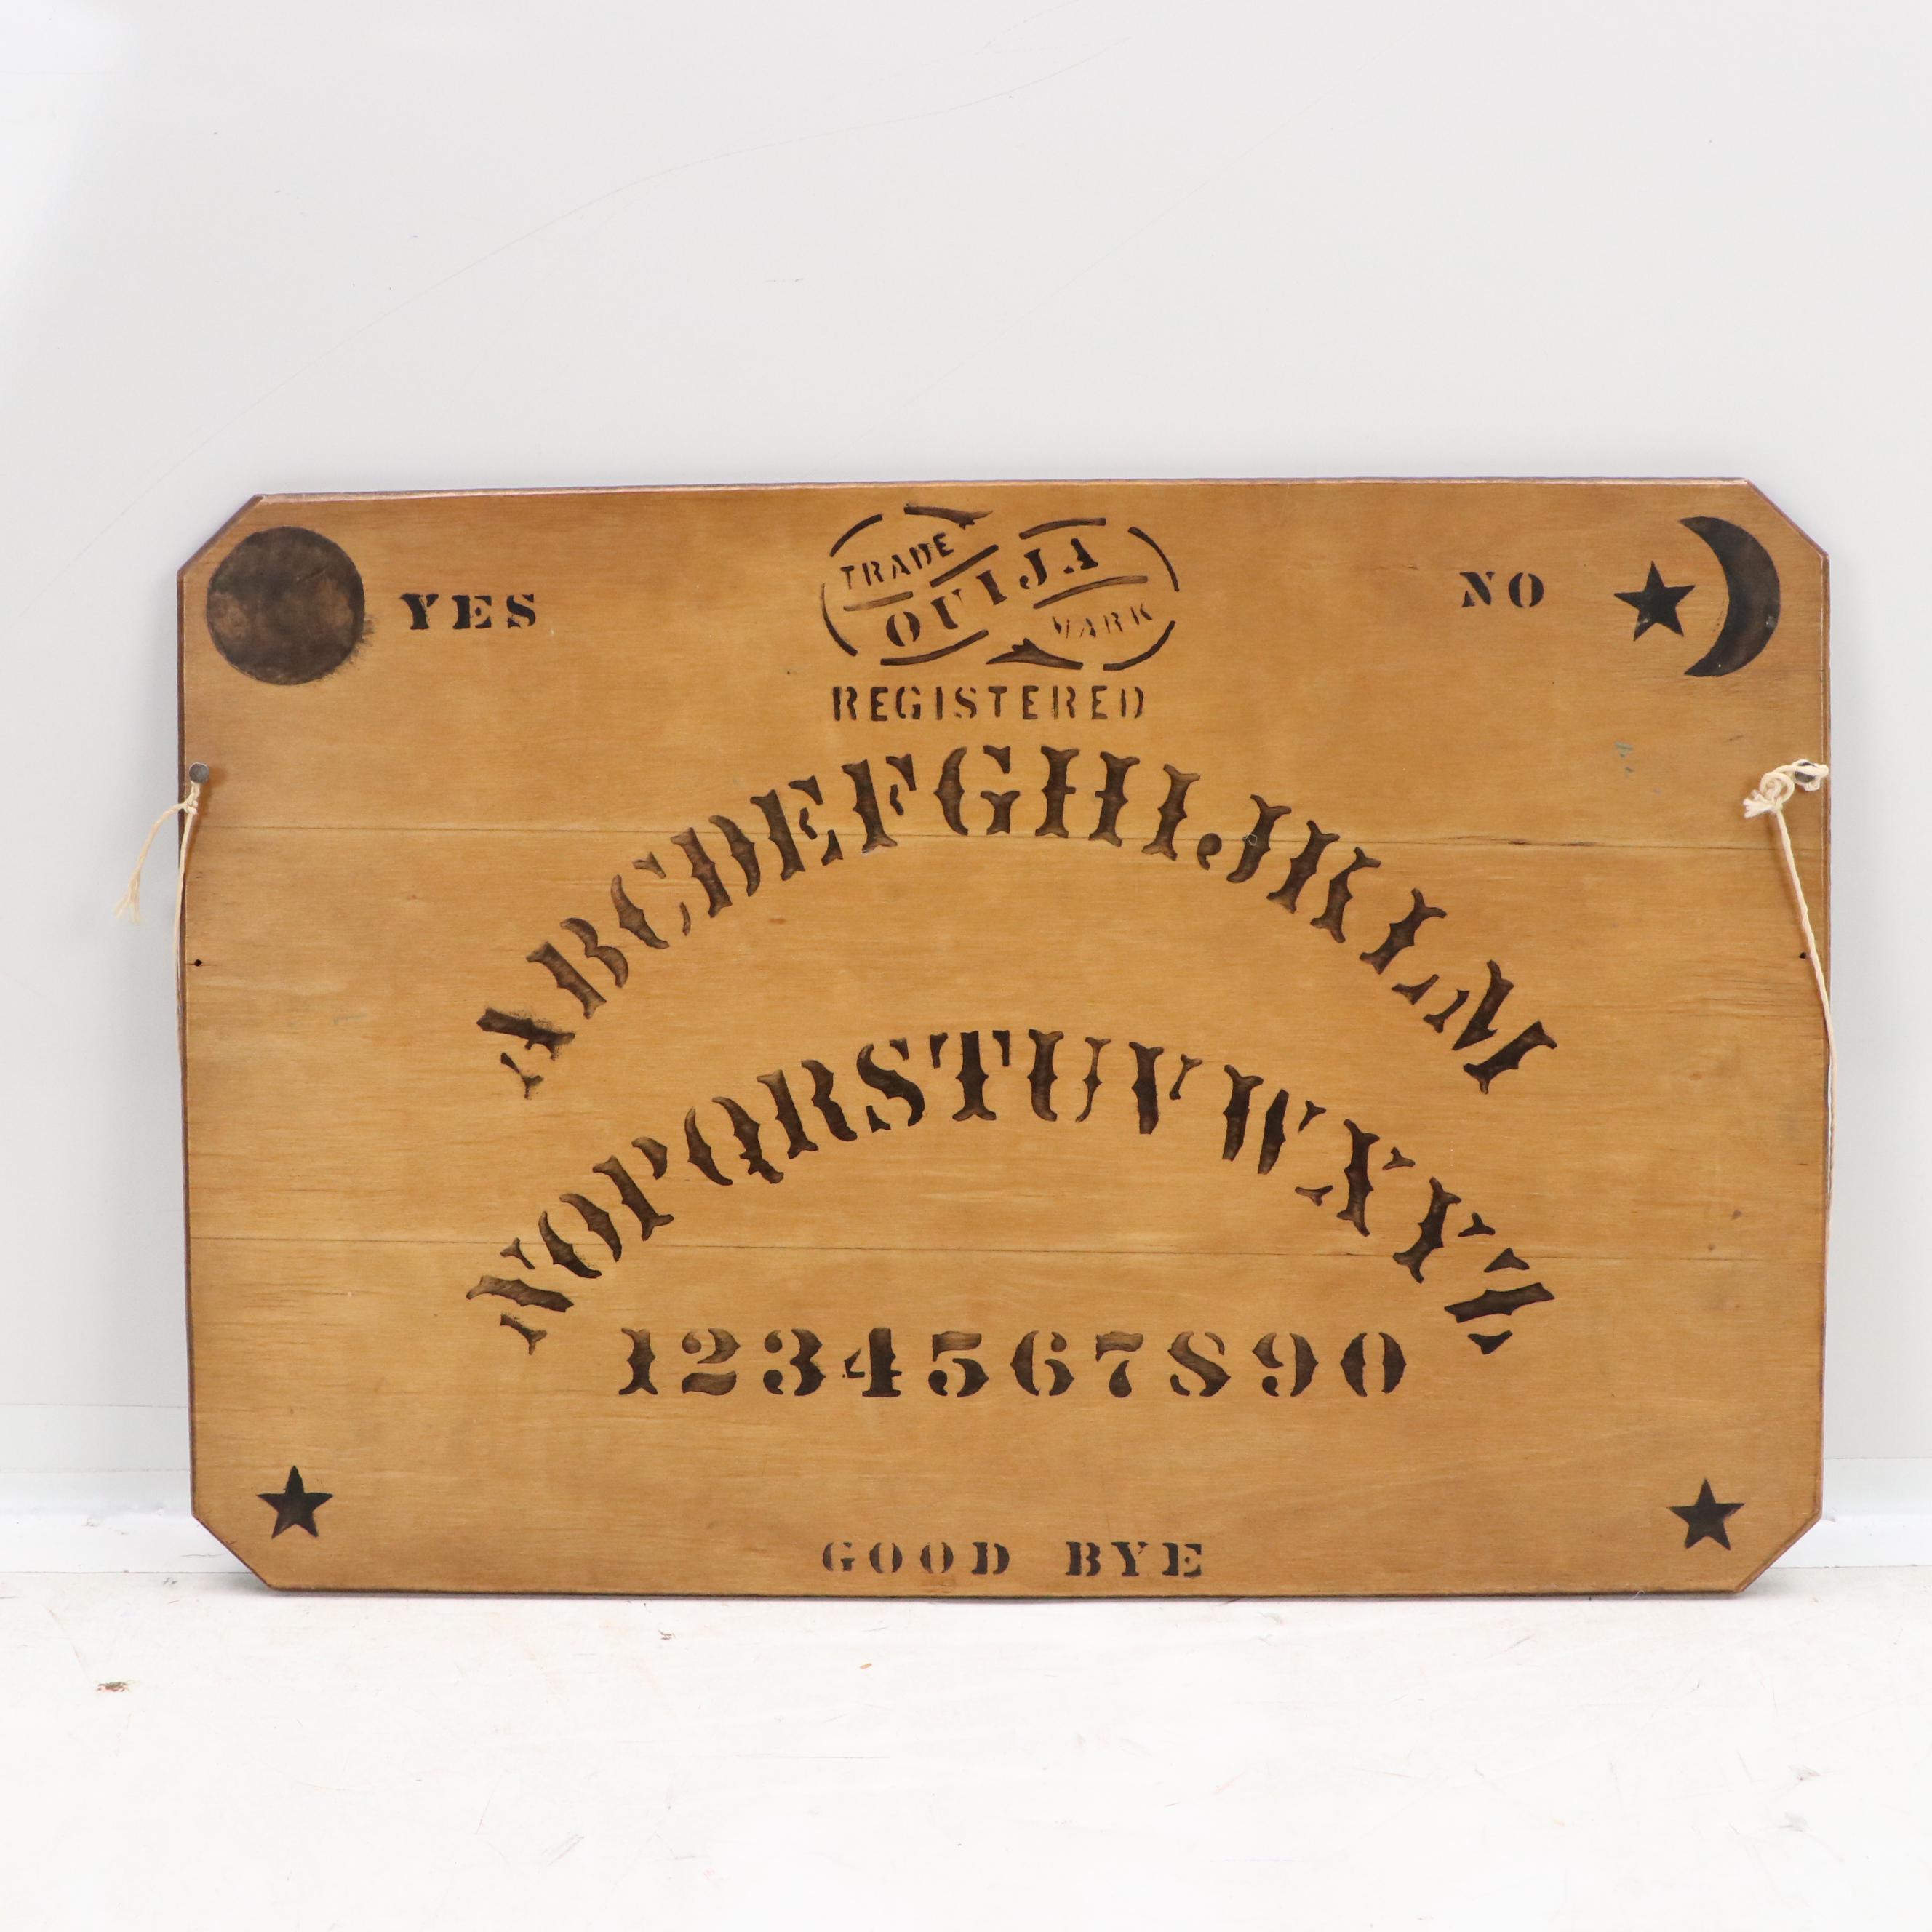 YES
TRADE
OUIJA
MARK
REGISTERED
NO
ABCDEFGHIJKLM
NOPQRSTUVWXYZ
1234567890
GOOD BYE